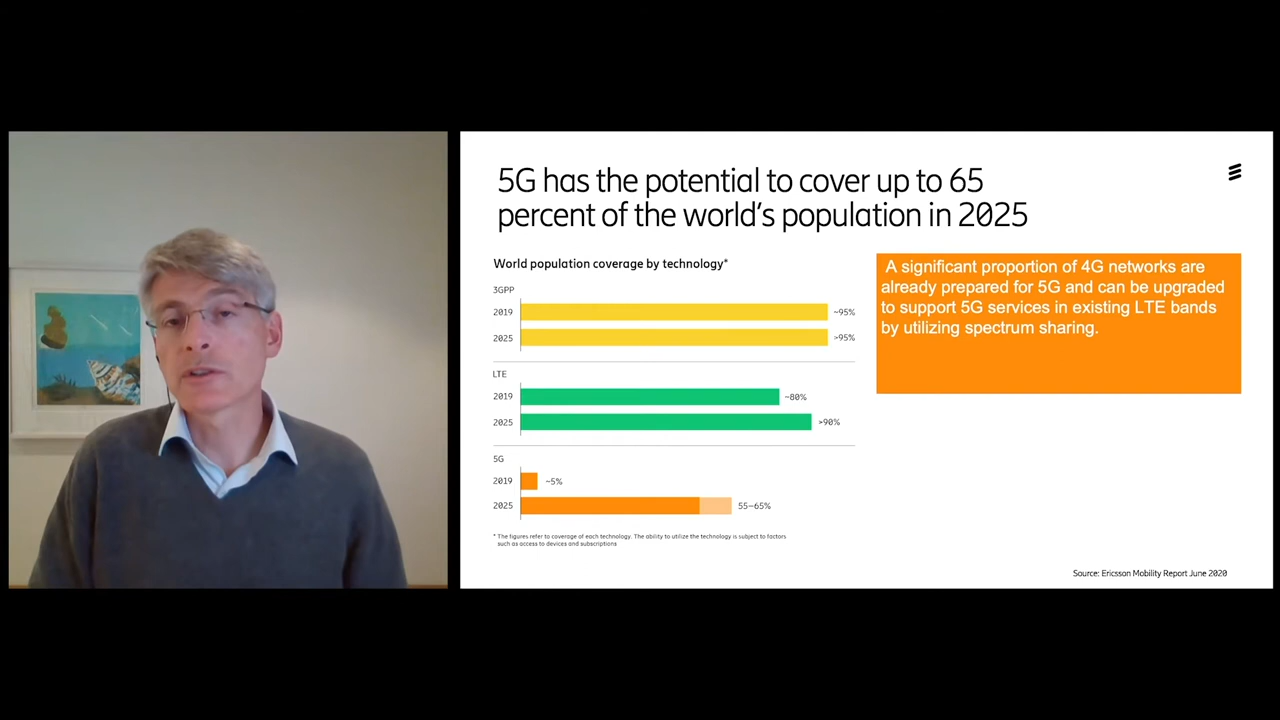 5G has the potential to cover up to 65
percent of the world's population in 2025
World population coverage by technology*
3GPP
2019 ~95%
2025 >95%
LTE
2019 ~80%
2025 >90%
5G
2019 ~5%
2025 55–65%
* The figures refer to coverage of each technology. The ability to utilize the technology is subject to factors
such as access to devices and subscriptions
A significant proportion of 4G networks are
already prepared for 5G and can be upgraded
to support 5G services in existing LTE bands
by utilizing spectrum sharing.
Source: Ericsson Mobility Report June 2020